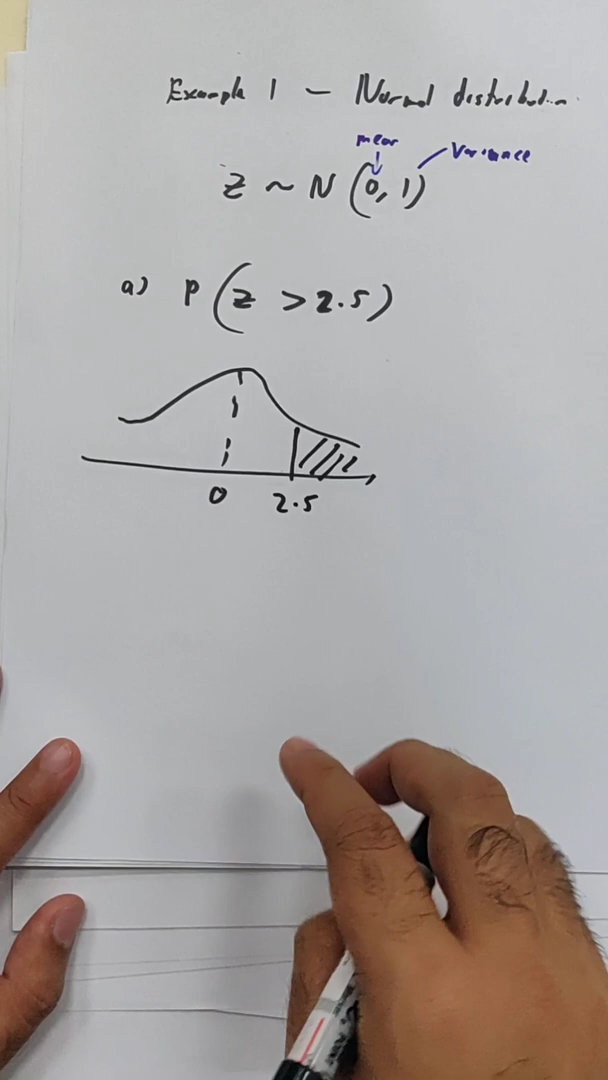 Example 1 — Normal distribution.
mean
Variance
Z ~ N (0, 1)
a) P (Z > 2.5)
0 2.5